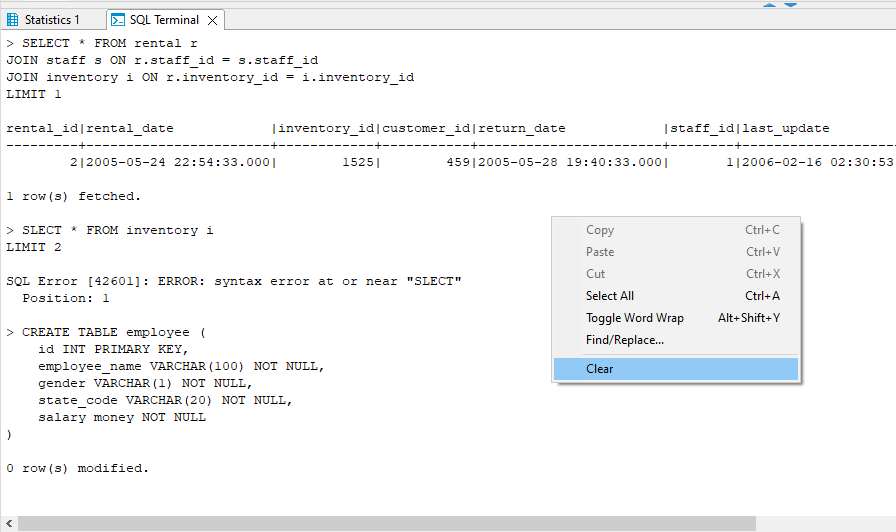 Statistics 1 SQL Terminal
> SELECT * FROM rental r
JOIN staff s ON r.staff_id = s.staff_id
JOIN inventory i ON r.inventory_id = i.inventory_id
LIMIT 1
rental_id|rental_date            |inventory_id|customer_id|return_date            |staff_id|last_update
---------+-----------------------+------------+-----------+-----------------------+--------+-------------------
        2|2005-05-24 22:54:33.000|        1525|        459|2005-05-28 19:40:33.000|       1|2006-02-16 02:30:53
1 row(s) fetched.
> SLECT * FROM inventory i
LIMIT 2
SQL Error [42601]: ERROR: syntax error at or near "SLECT"
  Position: 1
> CREATE TABLE employee (
    id INT PRIMARY KEY,
    employee_name VARCHAR(100) NOT NULL,
    gender VARCHAR(1) NOT NULL,
    state_code VARCHAR(20) NOT NULL,
    salary money NOT NULL
)
0 row(s) modified.
Copy Ctrl+C
Paste Ctrl+V
Cut Ctrl+X
Select All Ctrl+A
Toggle Word Wrap Alt+Shift+Y
Find/Replace...
Clear